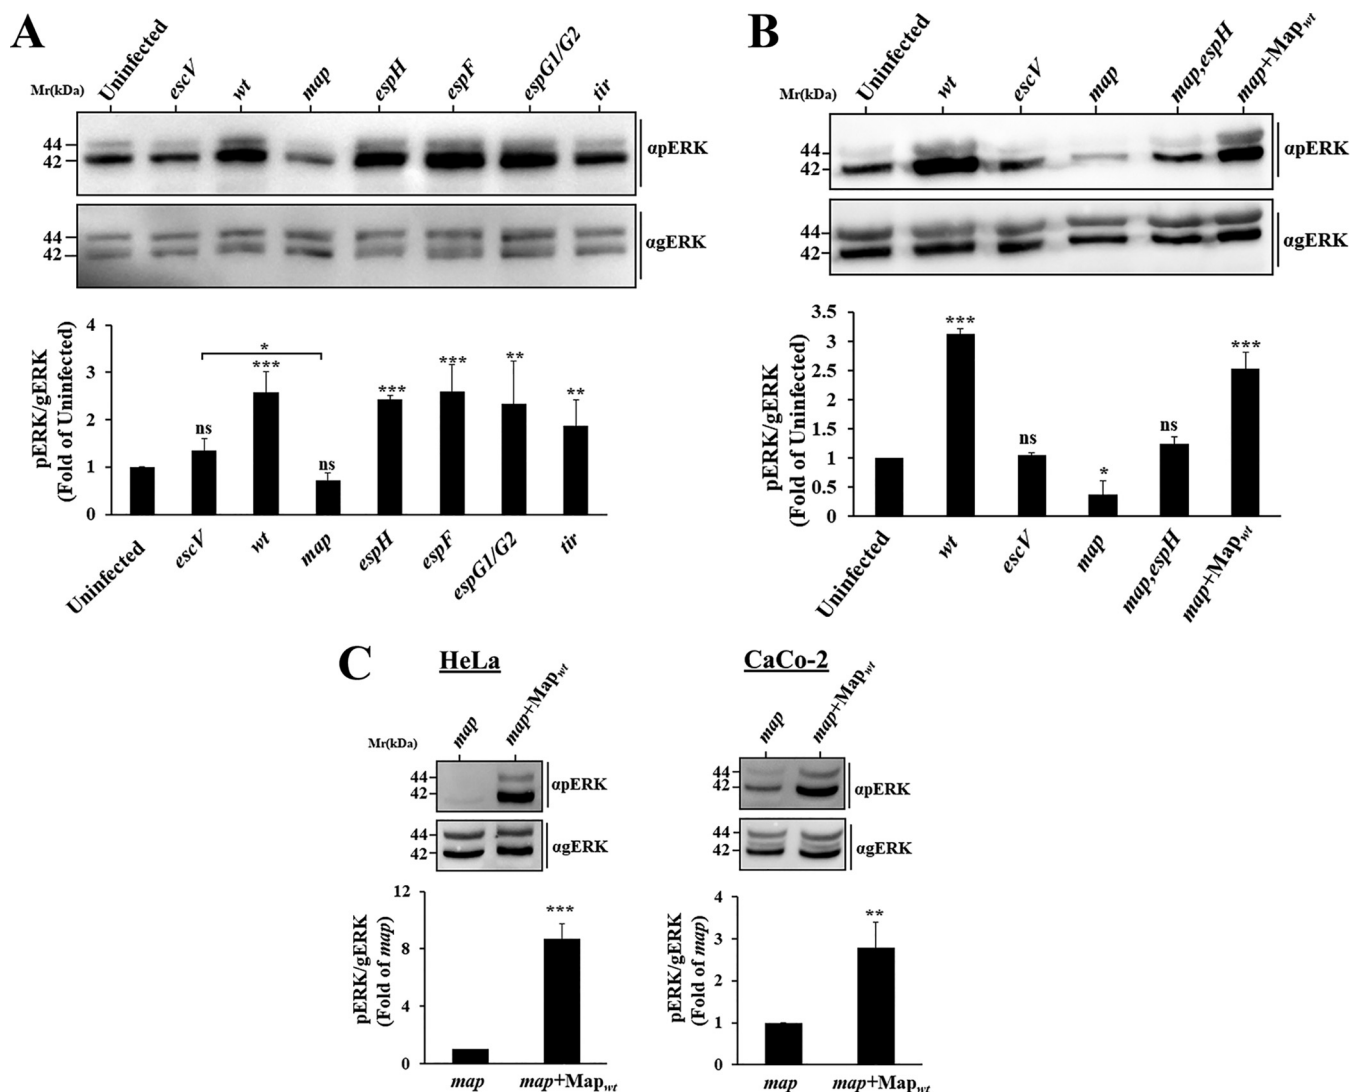 A
Uninfected
escV
wt
map
espH
espF
espG1/G2
tir
Mr(kDa)
44
42
αpERK
44
42
αgERK
pERK/gERK
(Fold of Uninfected)
4
3
2
1
0
*
ns
***
ns
***
***
**
**
Uninfected
escV
wt
map
espH
espF
espG1/G2
tir
B
Uninfected
wt
escV
map
map,espH
map+Mapwt
Mr(kDa)
44
42
αpERK
44
42
αgERK
pERK/gERK
(Fold of Uninfected)
3.5
3
2.5
2
1.5
1
0.5
0
***
ns
*
ns
***
Uninfected
wt
escV
map
map,espH
map+Mapwt
C
HeLa
map
map+Mapwt
Mr(kDa)
44
42
αpERK
44
42
αgERK
pERK/gERK
(Fold of map)
12
8
4
0
***
map
map+Mapwt
CaCo-2
map
map+Mapwt
44
42
αpERK
44
42
αgERK
pERK/gERK
(Fold of map)
4
3
2
1
0
**
map
map+Mapwt